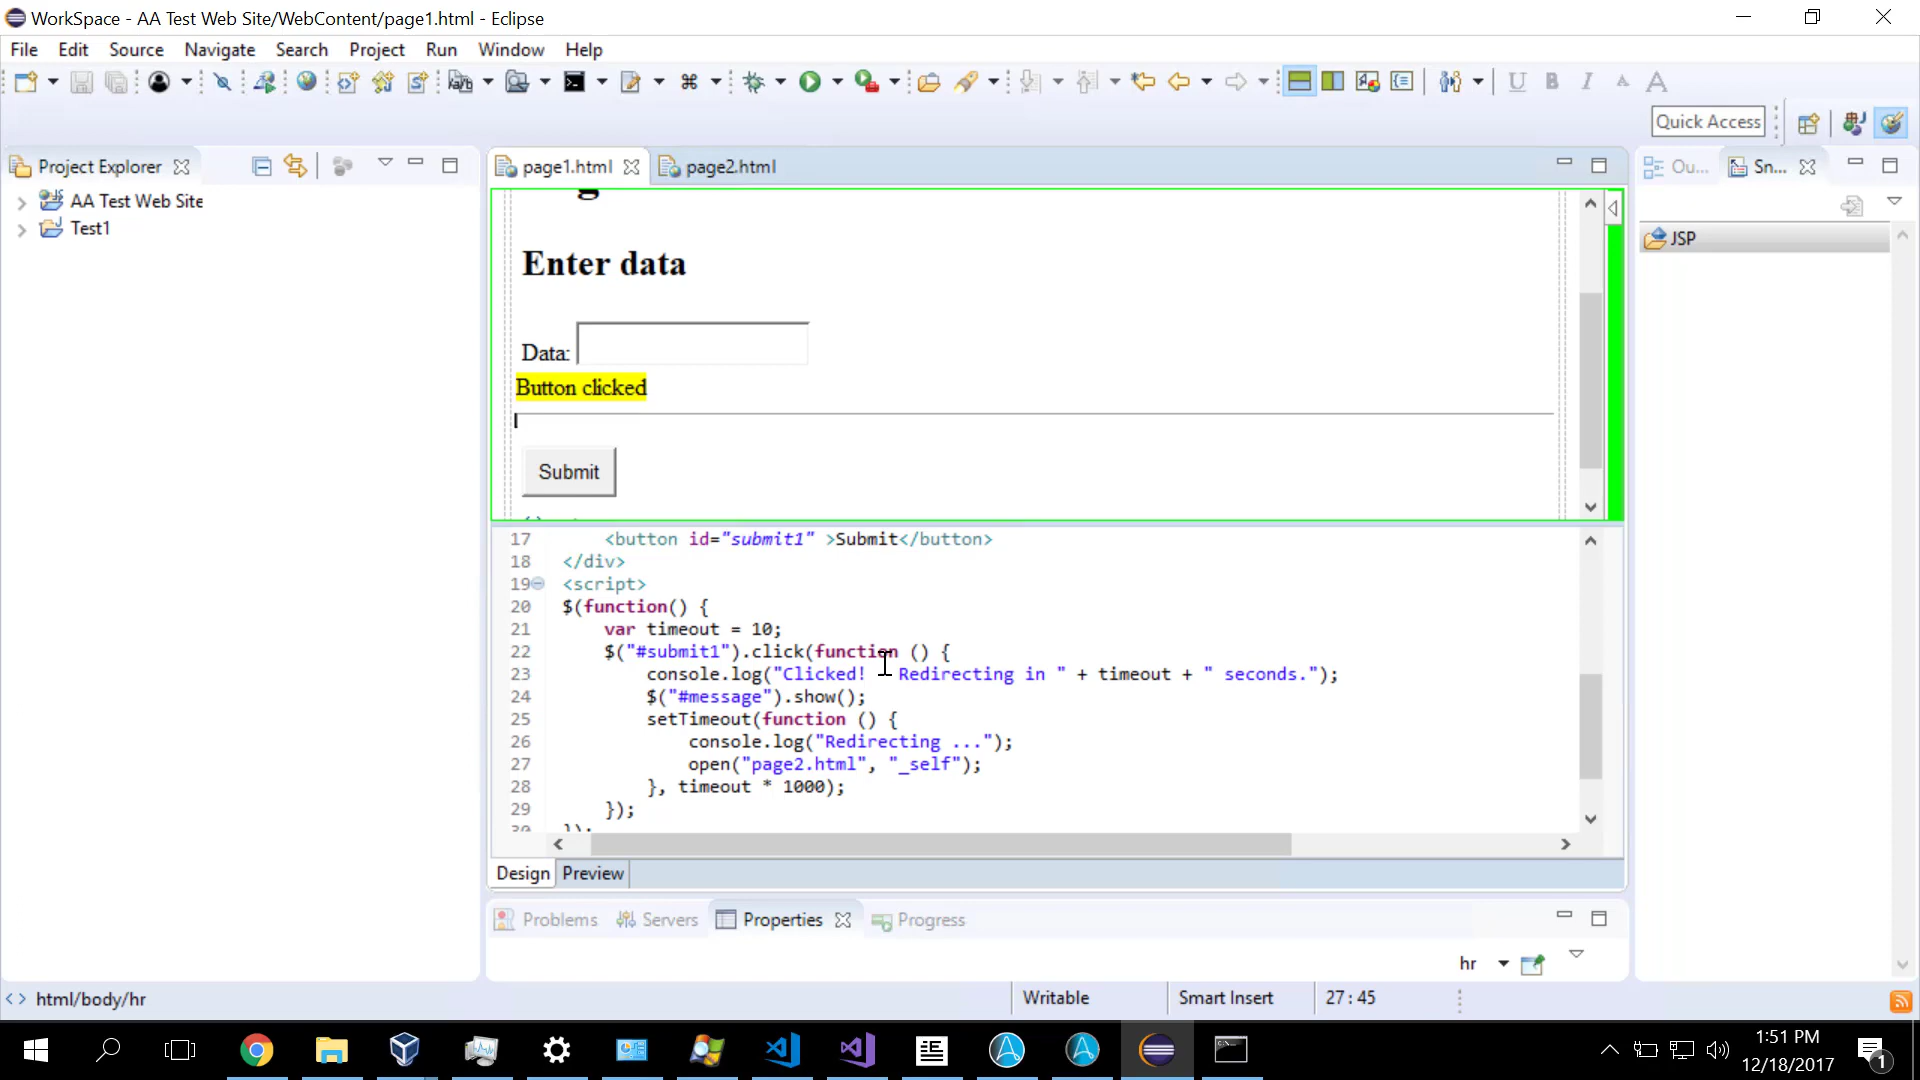 WorkSpace - AA Test Web Site/WebContent/page1.html - Eclipse
File Edit Source Navigate Search Project Run Window Help
Quick Access
Project Explorer
page1.html
page2.html
Ou...
Sn...
AA Test Web Site
Test1
JSP
Enter data
Data:
Button clicked
Submit
17 <button id="submit1" >Submit</button>
18 </div>
19 <script>
20 $(function() {
21 var timeout = 10;
22 $("#submit1").click(function () {
23 console.log("Clicked!   Redirecting in " + timeout + " seconds.");
24 $("#message").show();
25 setTimeout(function () {
26 console.log("Redirecting ...");
27 open("page2.html", "_self");
28 }, timeout * 1000);
29 });
30 });
Design Preview
Problems Servers Properties Progress
hr
html/body/hr
Writable
Smart Insert
27 : 45
1:51 PM
12/18/2017
1